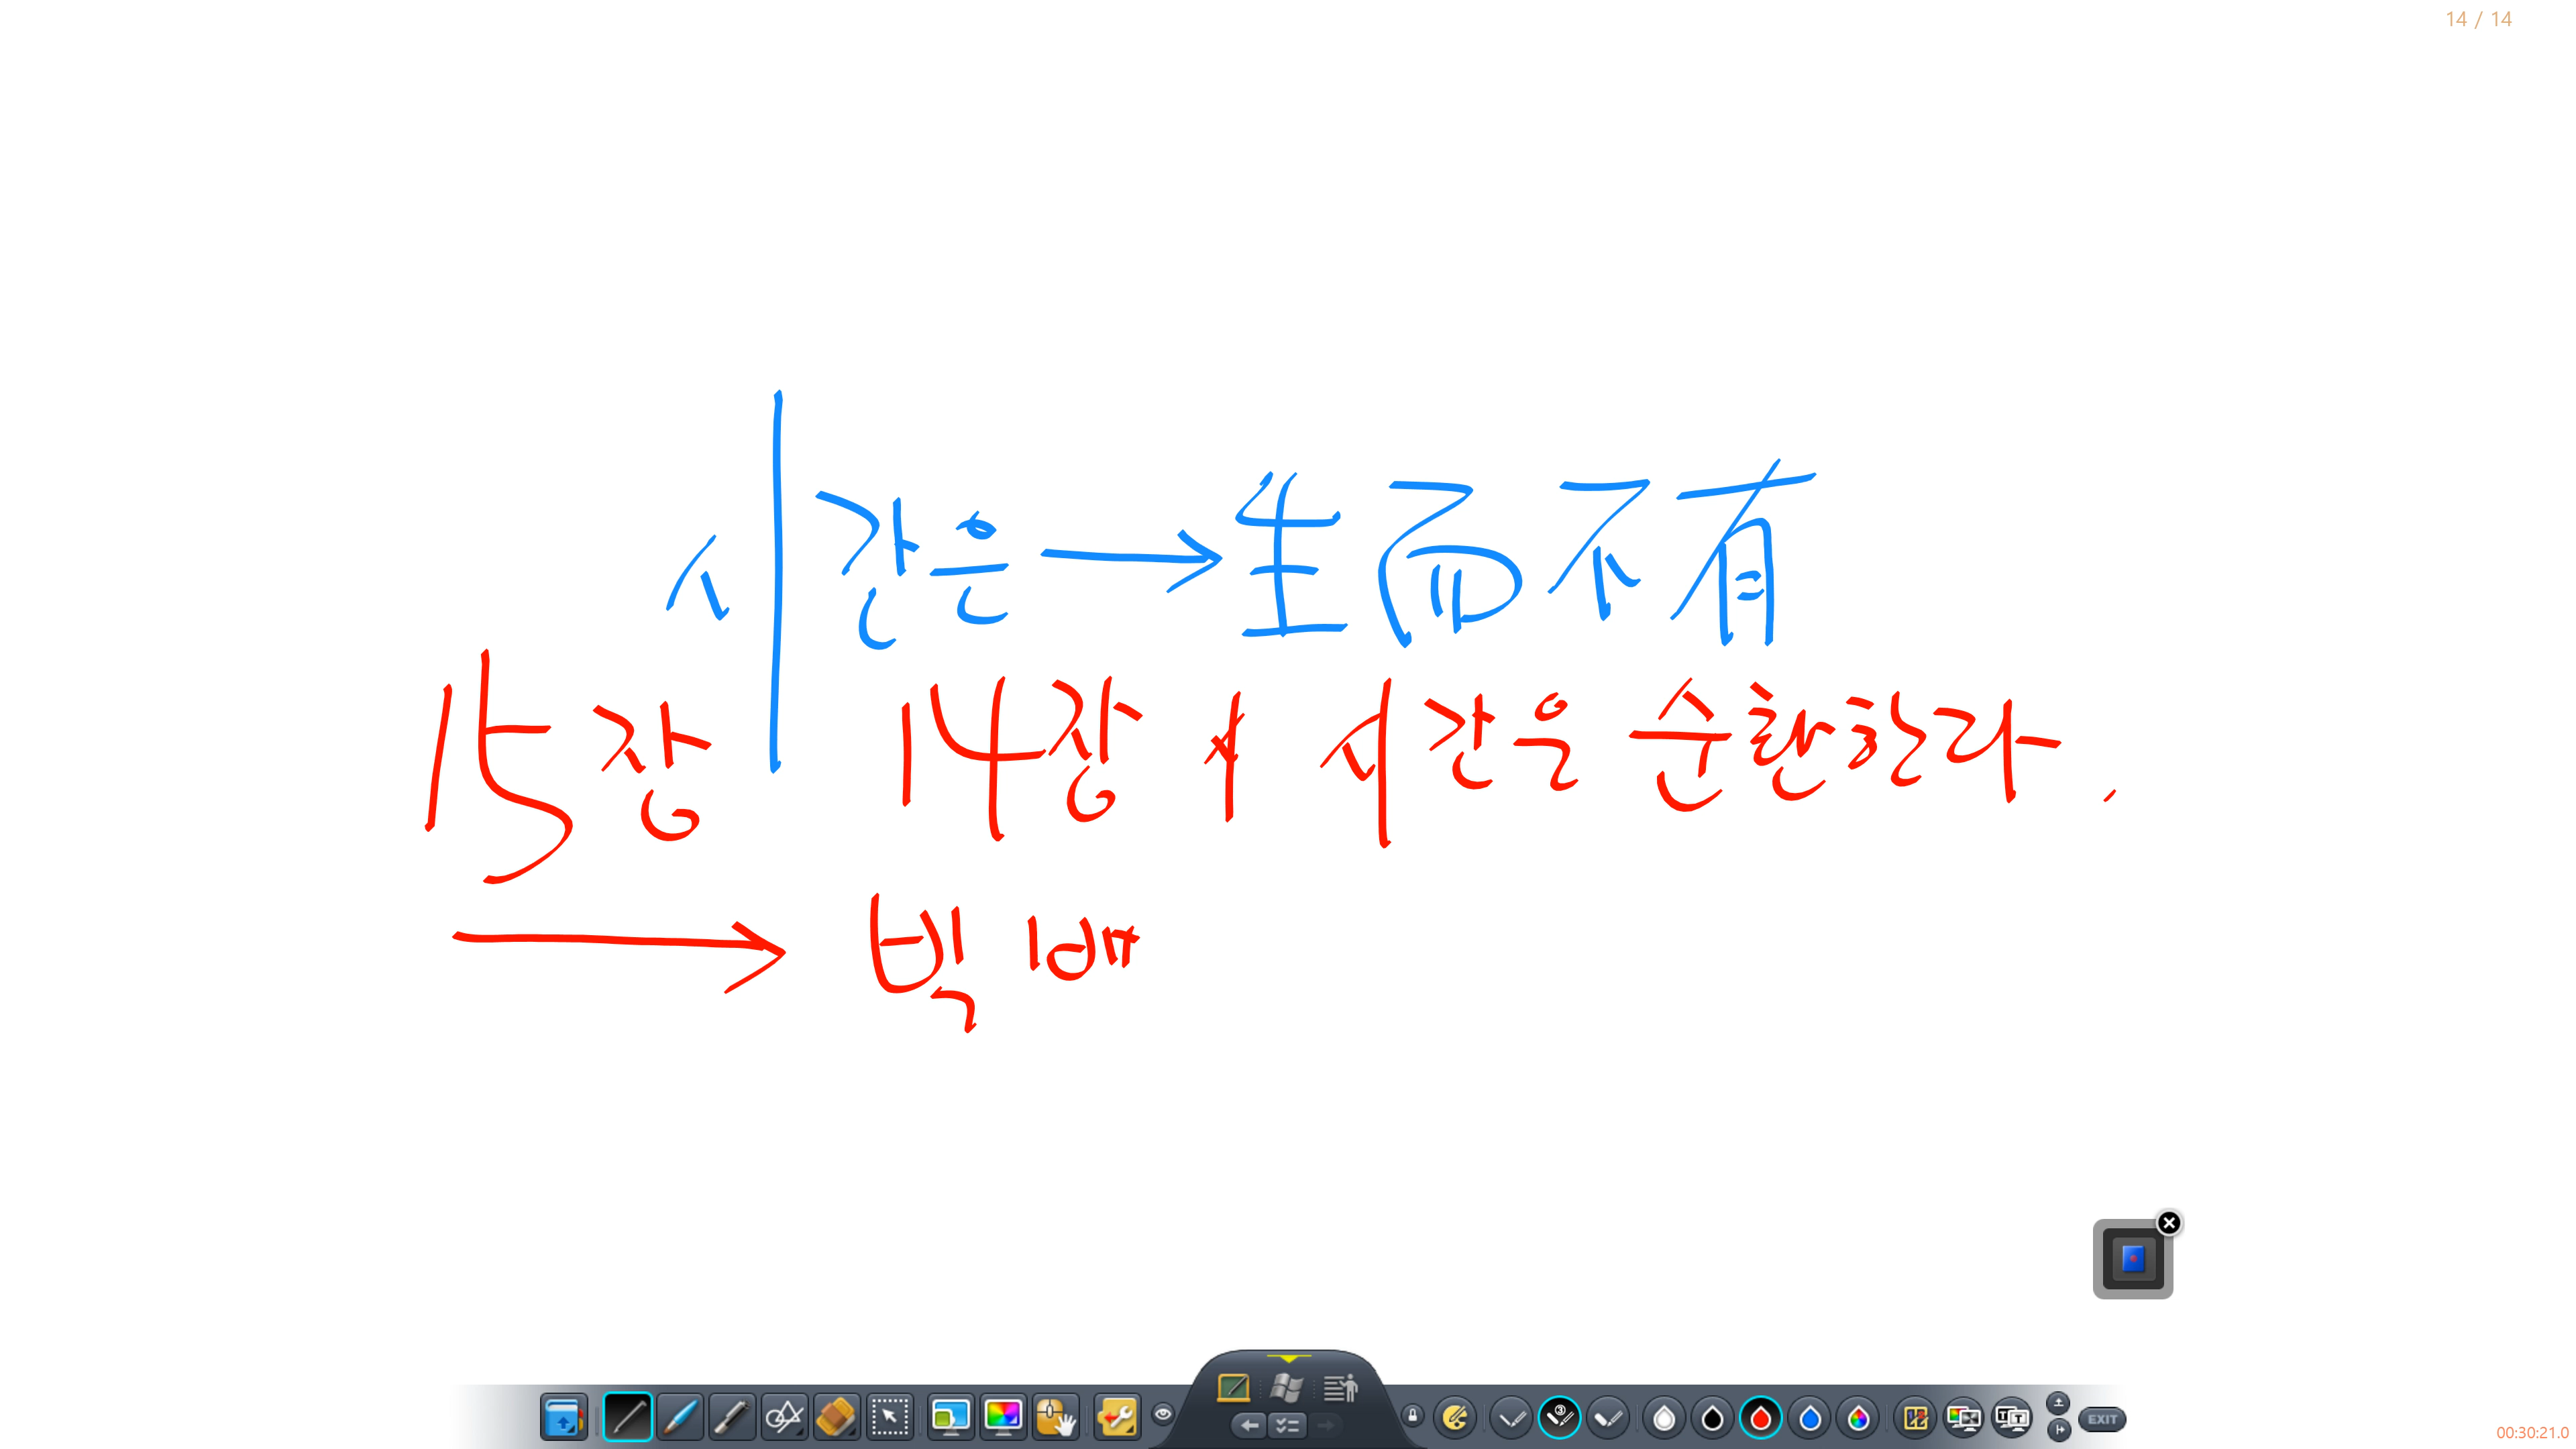 14 / 14
시간은 → 生而不有
15장 14장 시간은 순환한다.
→ 빅
EXIT
00:30:21.0